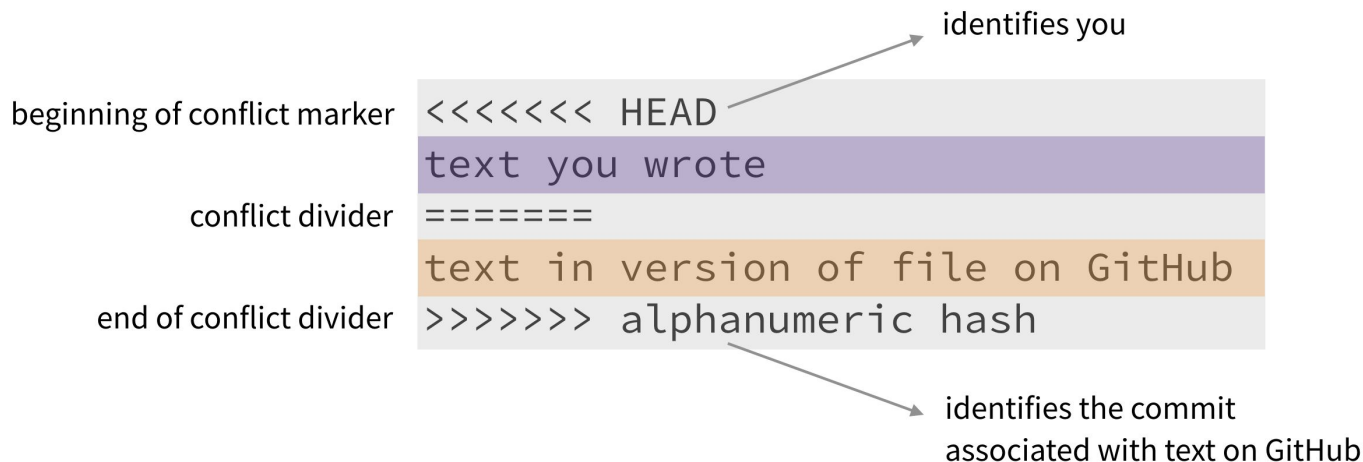 identifies you
beginning of conflict marker <<<<<<< HEAD
text you wrote
conflict divider =======
text in version of file on GitHub
end of conflict divider >>>>>>> alphanumeric hash
identifies the commit
associated with text on GitHub